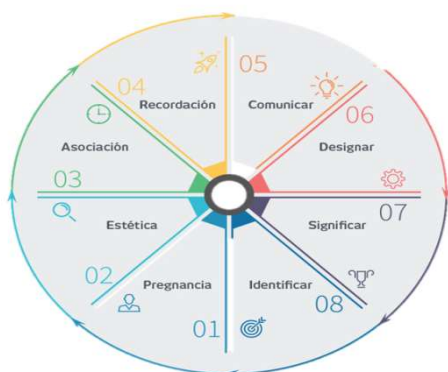 04
05
Recordación
Comunicar
06
Asociación
Designar
03
07
Estética
Significar
02
Pregnancia
Identificar
08
01